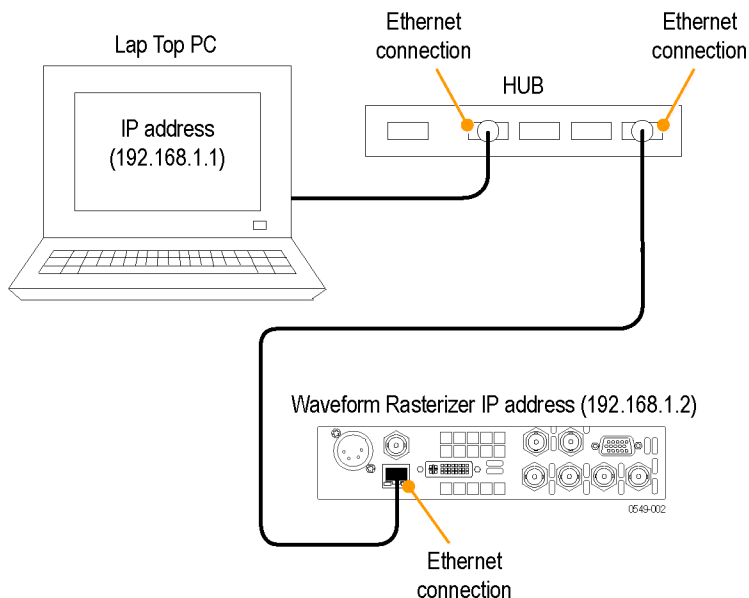 Lap Top PC
IP address
(192.168.1.1)
Ethernet
connection
HUB
Ethernet
connection
Waveform Rasterizer IP address (192.168.1.2)
0549-002
Ethernet
connection